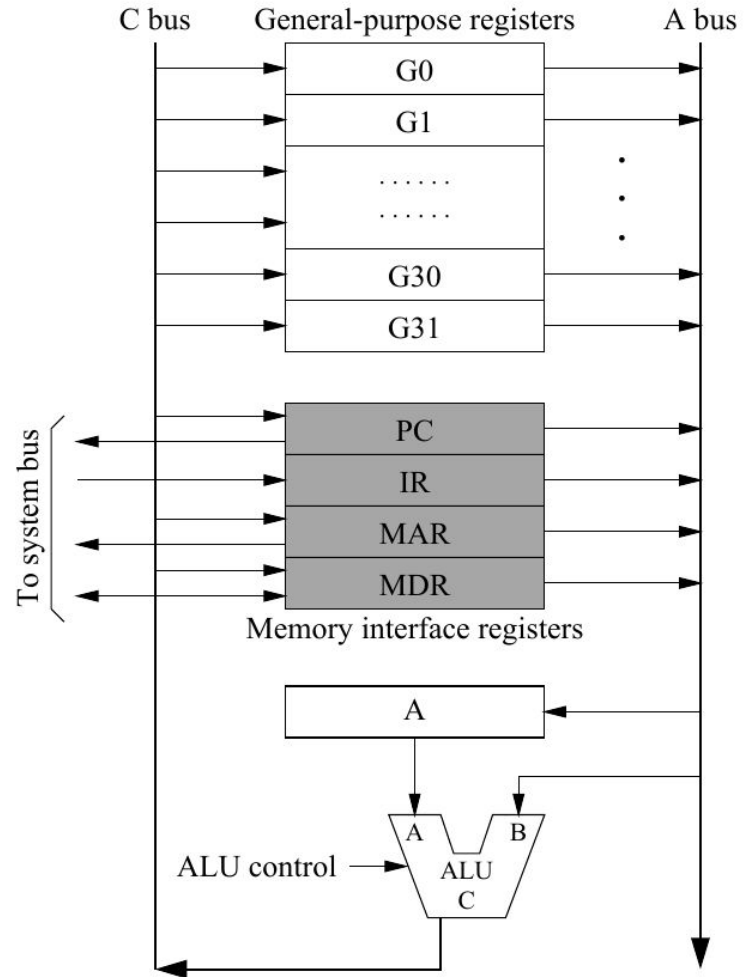 C bus General-purpose registers A bus
G0
G1
. . . . . .
. . . . . .
G30
G31
To system bus
PC
IR
MAR
MDR
Memory interface registers
A
A B
ALU control
ALU
C